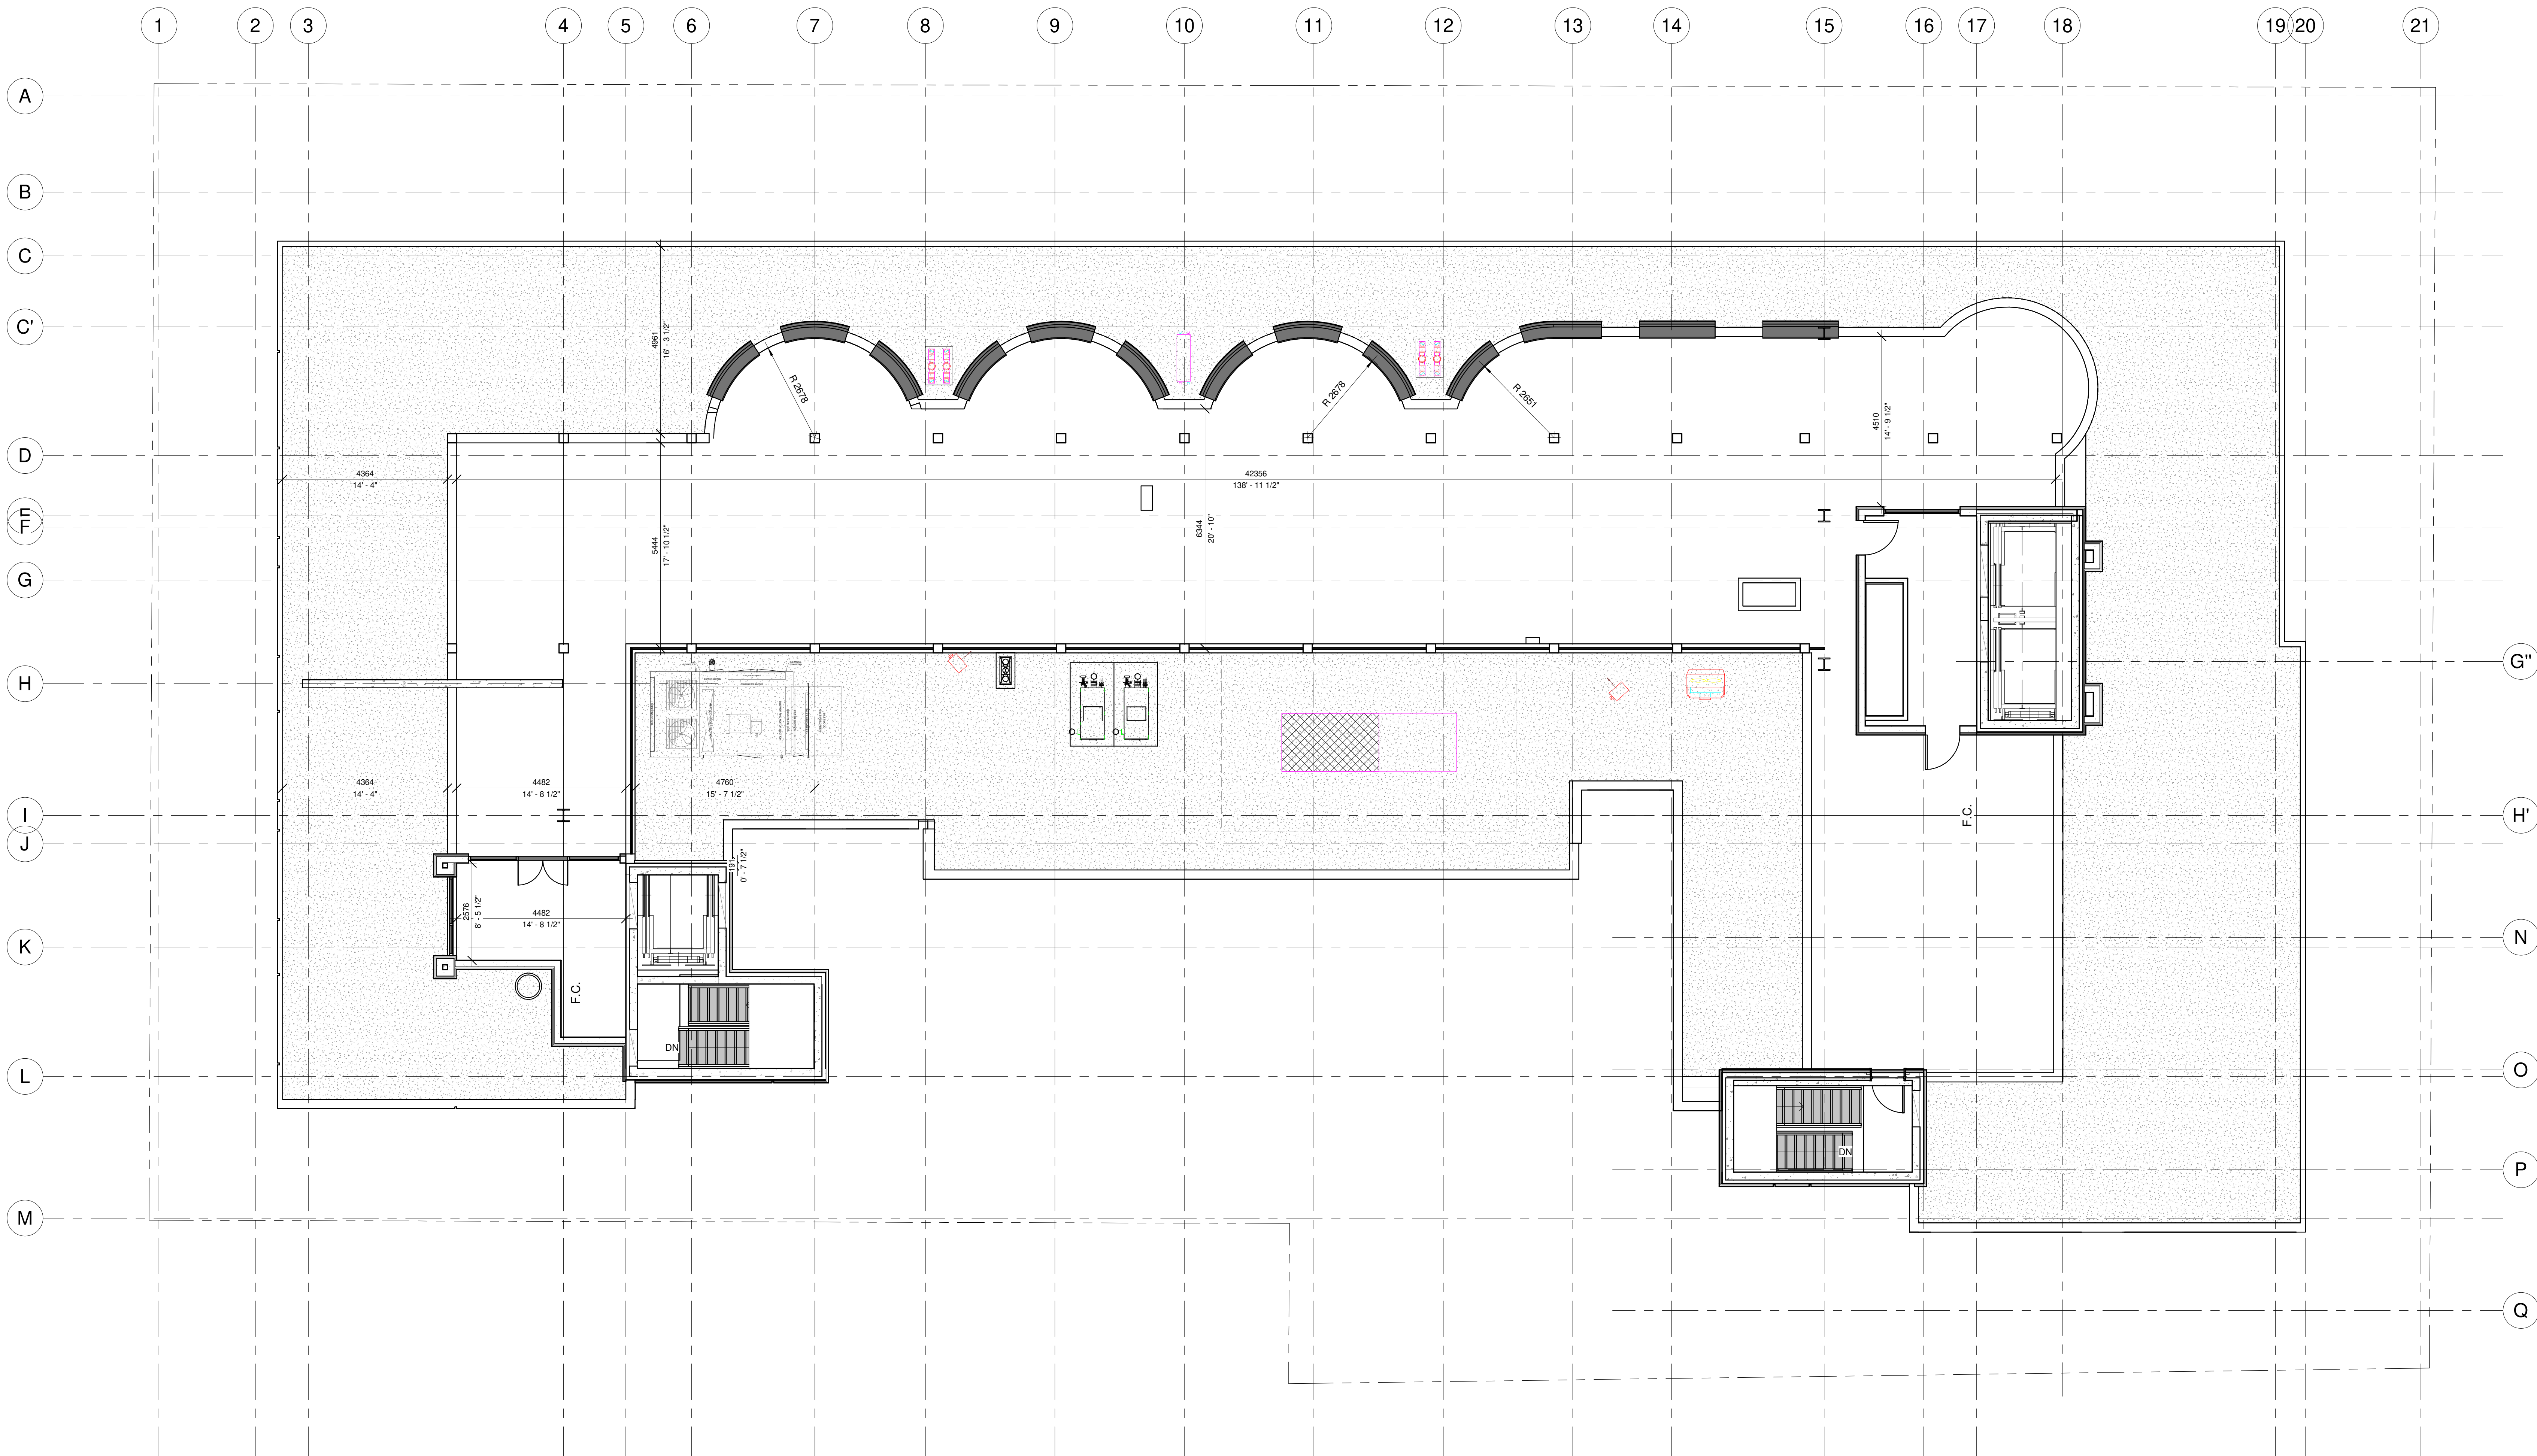 1 2 3 4 5 6 7 8 9 10 11 12 13 14 15 16 17 18 19 20 21
A
B
C
C'
4961
16' - 3 1/2"
R 2678
R 2678
R 2651
4510
14' - 9 1/2"
D
4364
14' - 4"
42356
138' - 11 1/2"
E
F
5444
17' - 10 1/2"
6344
20' - 10"
G
G"
H
4364
14' - 4"
4482
14' - 8 1/2"
4760
15' - 7 1/2"
I
H'
F.C.
J
191
0' - 7 1/2"
2576
8' - 5 1/2"
4482
14' - 8 1/2"
K
N
F.C.
DN
L
O
DN
P
M
Q